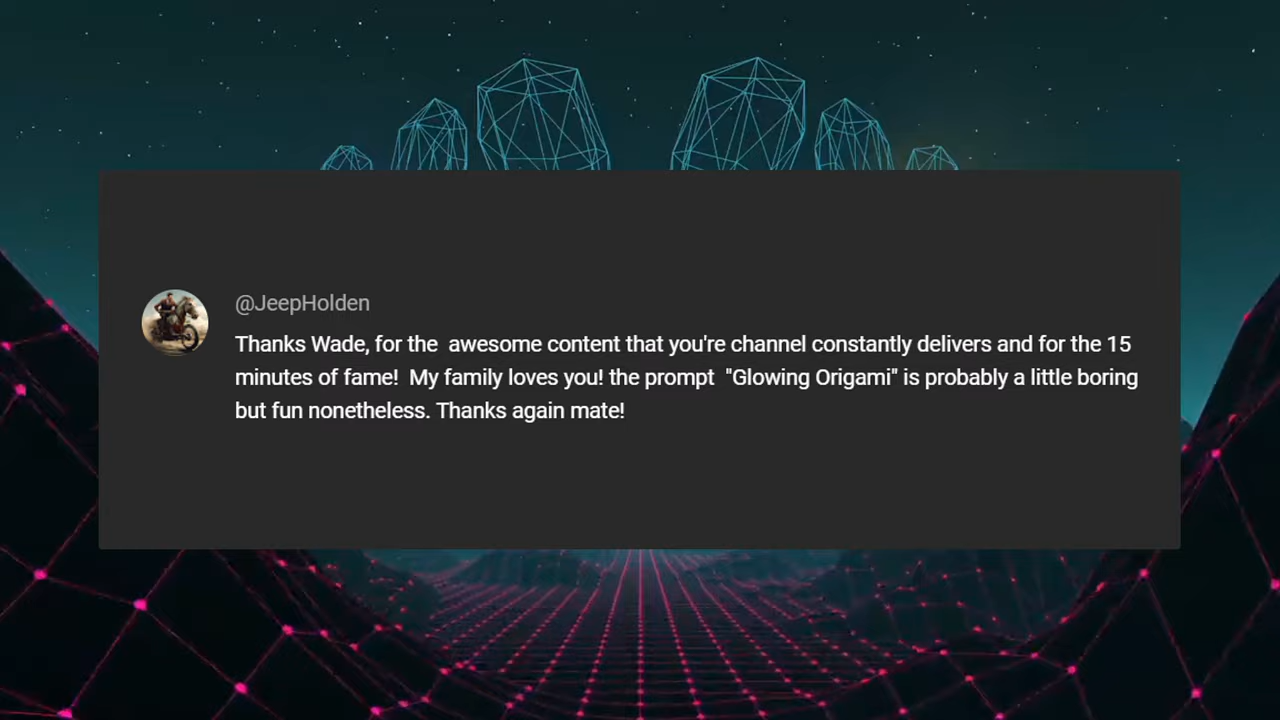 @JeepHolden
Thanks Wade, for the  awesome content that you're channel constantly delivers and for the 15
minutes of fame!  My family loves you! the prompt  "Glowing Origami" is probably a little boring
but fun nonetheless. Thanks again mate!